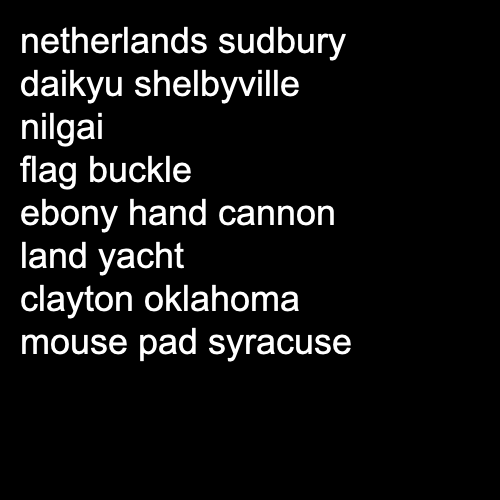 netherlands sudbury
daikyu shelbyville
nilgai
flag buckle
ebony hand cannon
land yacht
clayton oklahoma
mouse pad syracuse